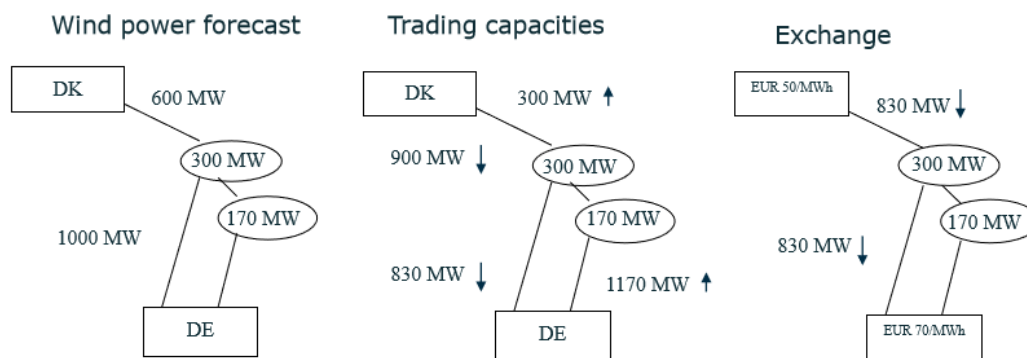 Wind power forecast
DK
600 MW
300 MW
170 MW
1000 MW
DE
Trading capacities
DK
300 MW
900 MW
300 MW
170 MW
830 MW
1170 MW
DE
Exchange
EUR 50/MWh
830 MW
300 MW
170 MW
830 MW
EUR 70/MWh